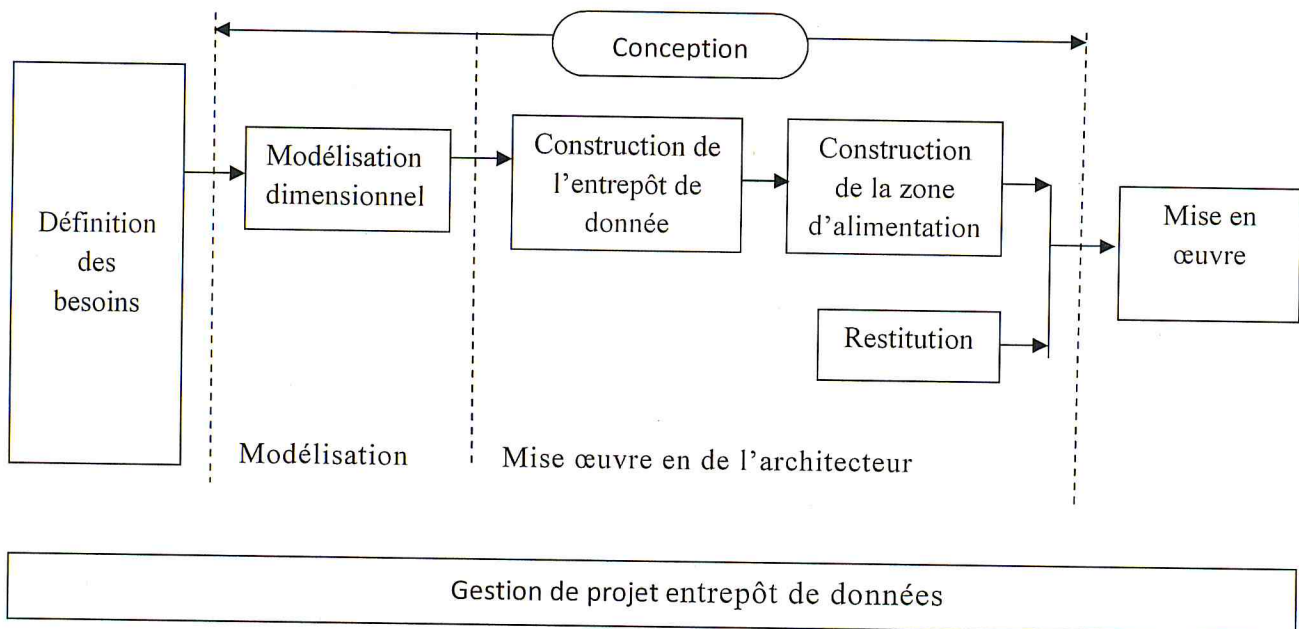 Conception
Définition
des
besoins
Modélisation
dimensionnel
Construction de
l'entrepôt de
donnée
Construction
de la zone
d'alimentation
Restitution
Mise en
œuvre
Modélisation
Mise œuvre en de l'architecteur
Gestion de projet entrepôt de données